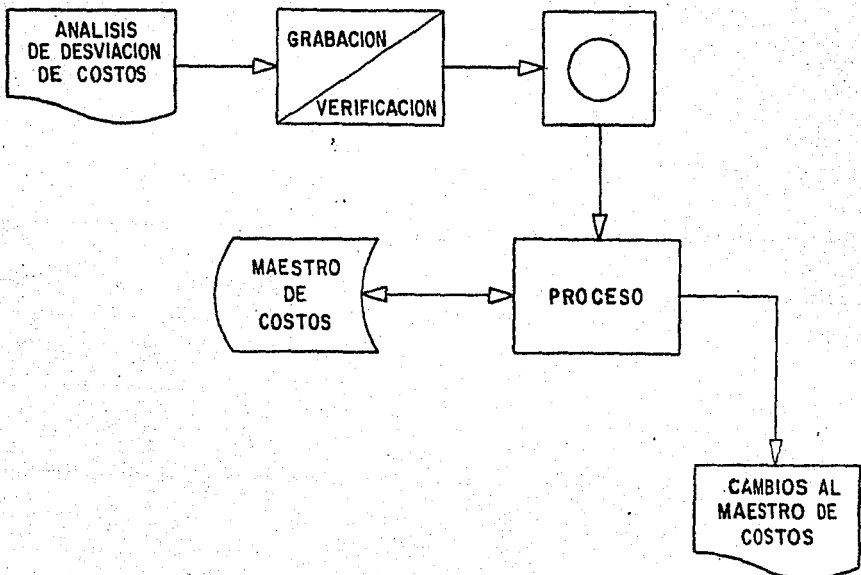 ANALISIS
DE DESVIACION
DE COSTOS
GRABACION
VERIFICACION
MAESTRO
DE
COSTOS
PROCESO
CAMBIOS AL
MAESTRO DE
COSTOS